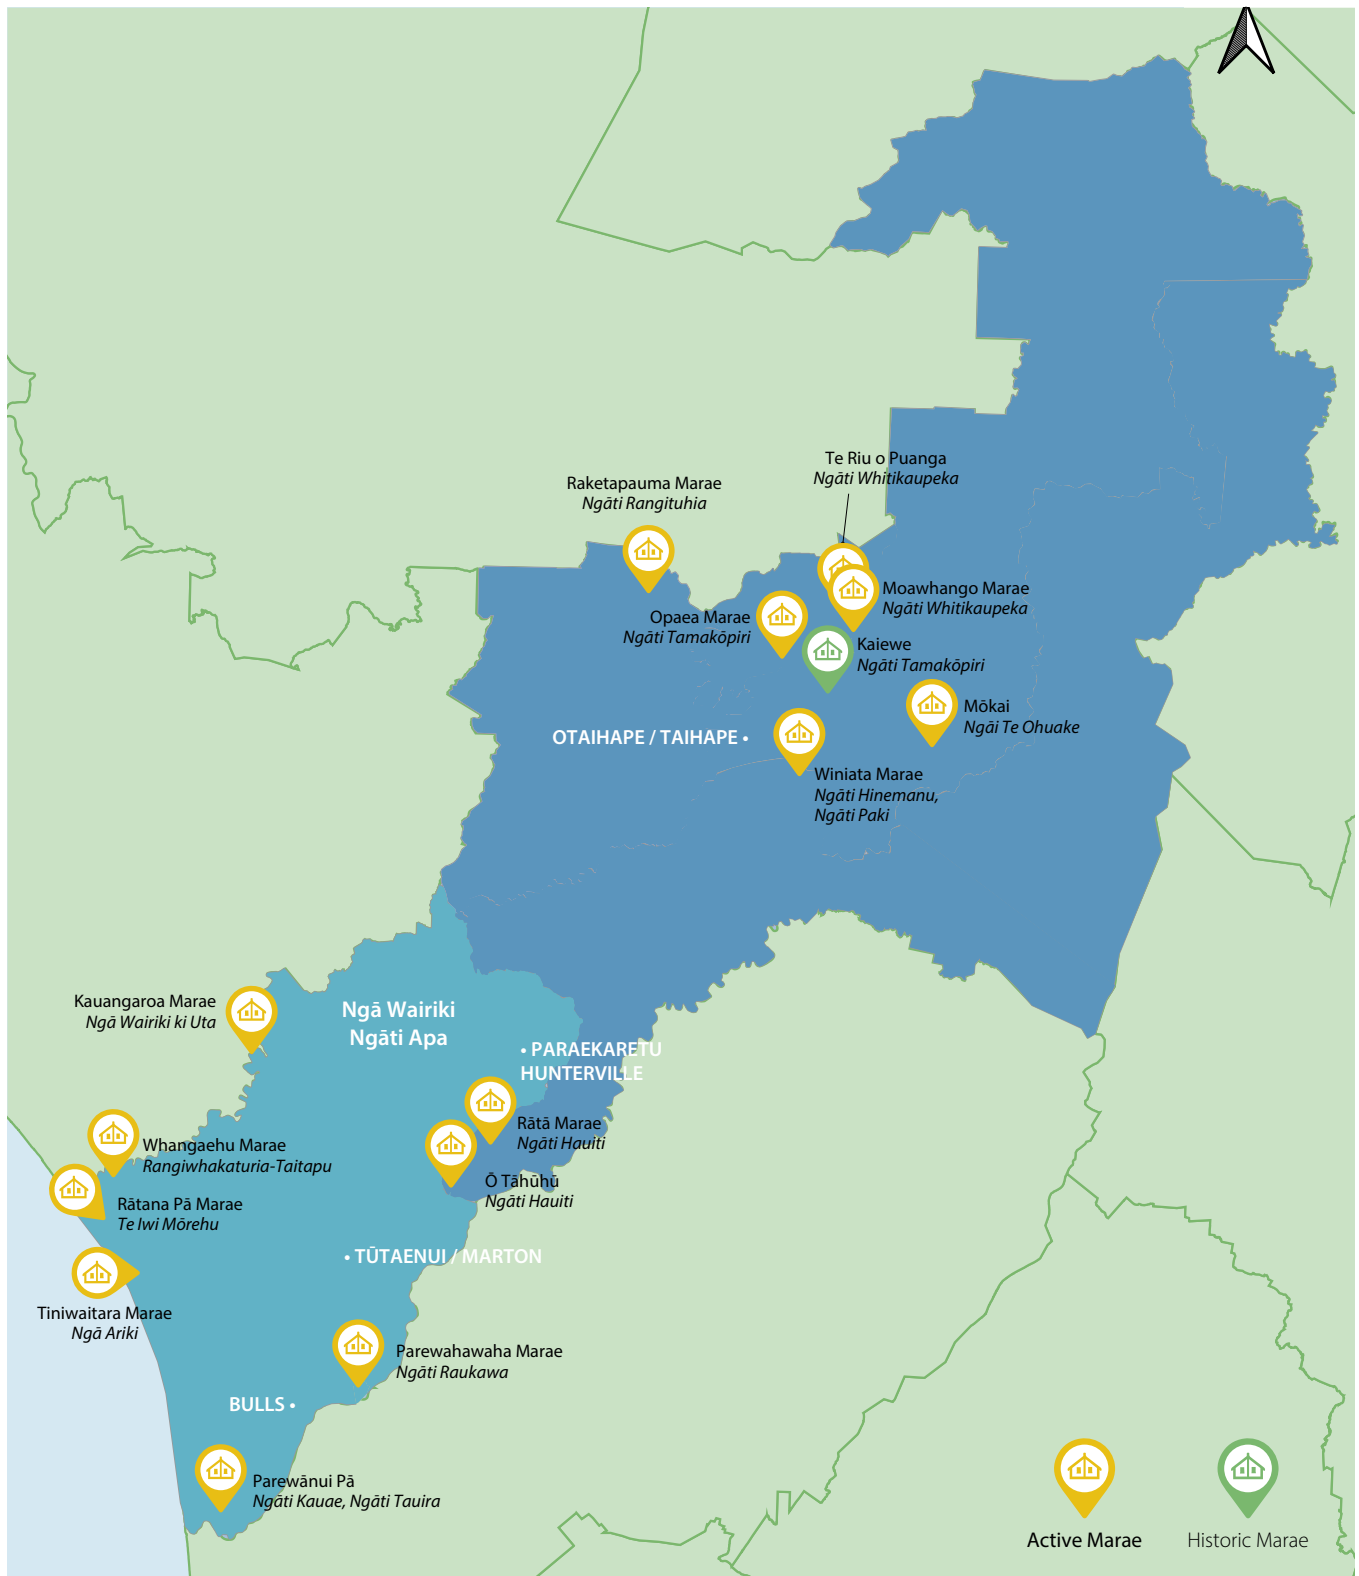 Te Riu o Puanga
Ngāti Whitikaupeka
Raketapauma Marae
Ngāti Rangituhia
Moawhango Marae
Ngāti Whitikaupeka
Opaea Marae
Ngāti Tamakōpiri
Kaiewe
Ngāti Tamakōpiri
Mōkai
Ngāi Te Ohuake
OTAIHAPE / TAIHAPE •
Winiata Marae
Ngāti Hinemanu,
Ngāti Paki
Kauangaroa Marae
Ngā Wairiki ki Uta
Ngā Wairiki
Ngāti Apa
• PARAEKARETU
HUNTERVILLE
Rātā Marae
Ngāti Hauiti
Whangaehu Marae
Rangiwhakaturia-Taitapu
Ō Tāhūhū
Ngāti Hauiti
Rātana Pā Marae
Te Iwi Mōrehu
• TŪTAENUI / MARTON
Tiniwaitara Marae
Ngā Ariki
Parewahawaha Marae
Ngāti Raukawa
BULLS •
Parewānui Pā
Ngāti Kauae, Ngāti Tauira
Active Marae
Historic Marae